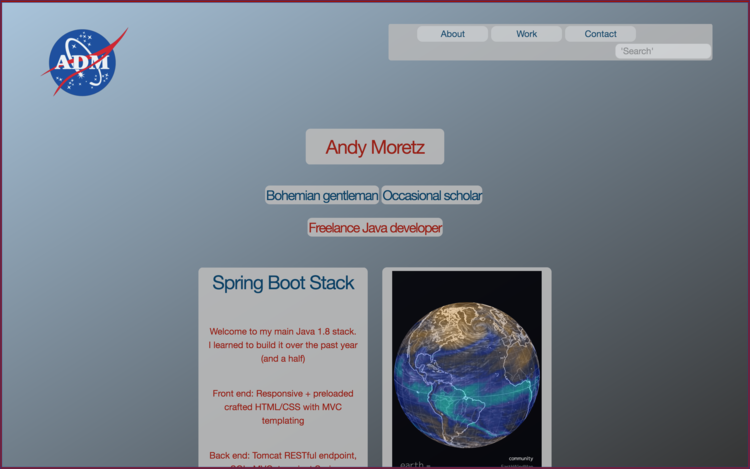 ADM
About
Work
Contact
'Search'
Andy Moretz
Bohemian gentleman
Occasional scholar
Freelance Java developer
Spring Boot Stack
Welcome to my main Java 1.8 stack.
I learned to build it over the past year
(and a half)
Front end: Responsive + preloaded
crafted HTML/CSS with MVC
templating
Back end: Tomcat RESTful endpoint,
community
earth